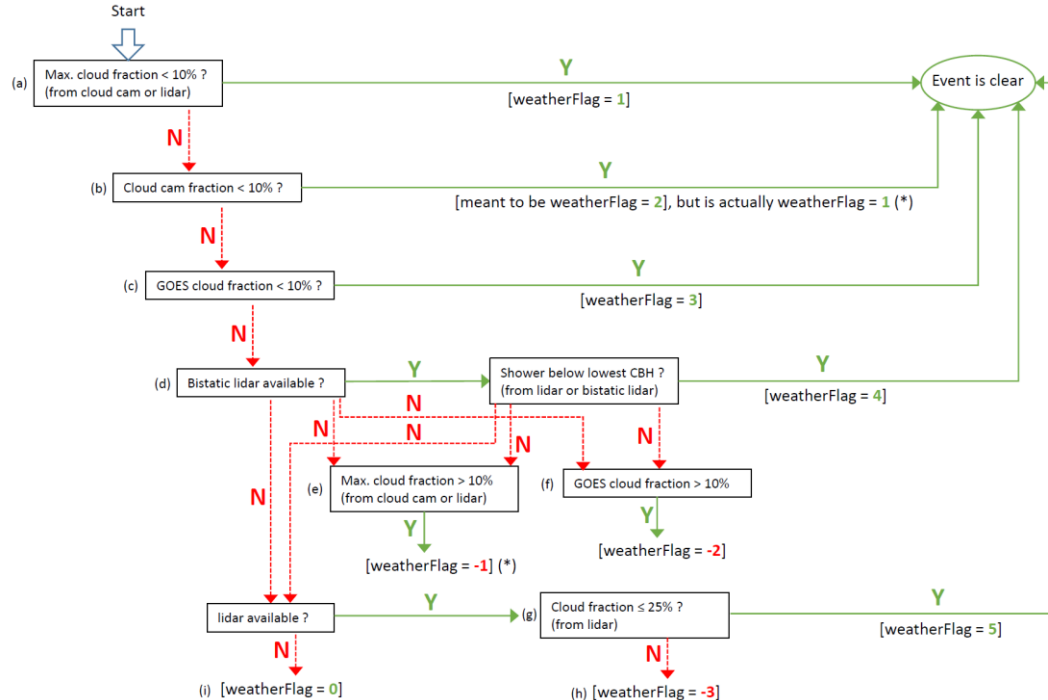 Start
(a)
Max. cloud fraction < 10% ?
(from cloud cam or lidar)
Y
[weatherFlag = 1]
Event is clear
N
(b)
Cloud cam fraction < 10% ?
Y
[meant to be weatherFlag = 2], but is actually weatherFlag = 1 (*)
N
(c)
GOES cloud fraction < 10% ?
Y
[weatherFlag = 3]
N
(d)
Bistatic lidar available ?
Y
Shower below lowest CBH ?
(from lidar or bistatic lidar)
Y
[weatherFlag = 4]
N
N
N
N
N
N
(e)
Max. cloud fraction > 10%
(from cloud cam or lidar)
(f)
GOES cloud fraction > 10%
Y
[weatherFlag = -1] (*)
Y
[weatherFlag = -2]
lidar available ?
Y
(g)
Cloud fraction ≤ 25% ?
(from lidar)
Y
[weatherFlag = 5]
N
(i) [weatherFlag = 0]
N
(h) [weatherFlag = -3]